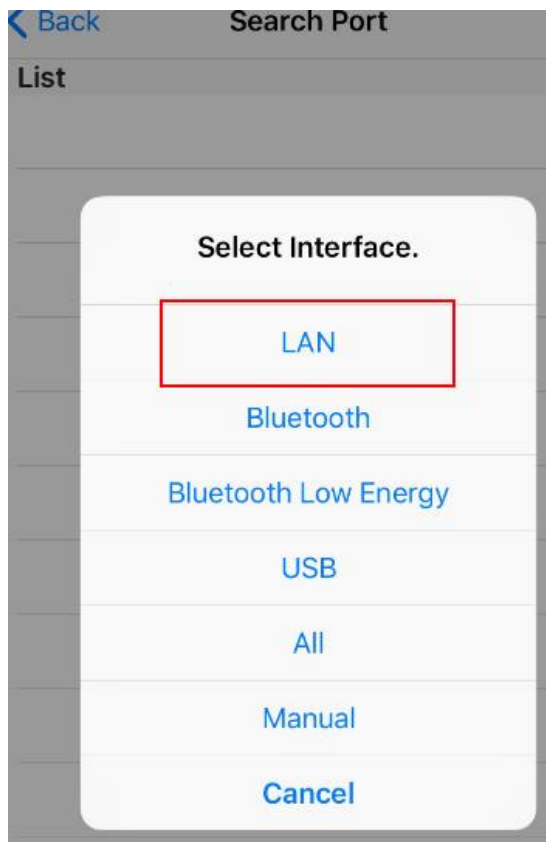 Back
Search Port
List
Select Interface.
LAN
Bluetooth
Bluetooth Low Energy
USB
All
Manual
Cancel